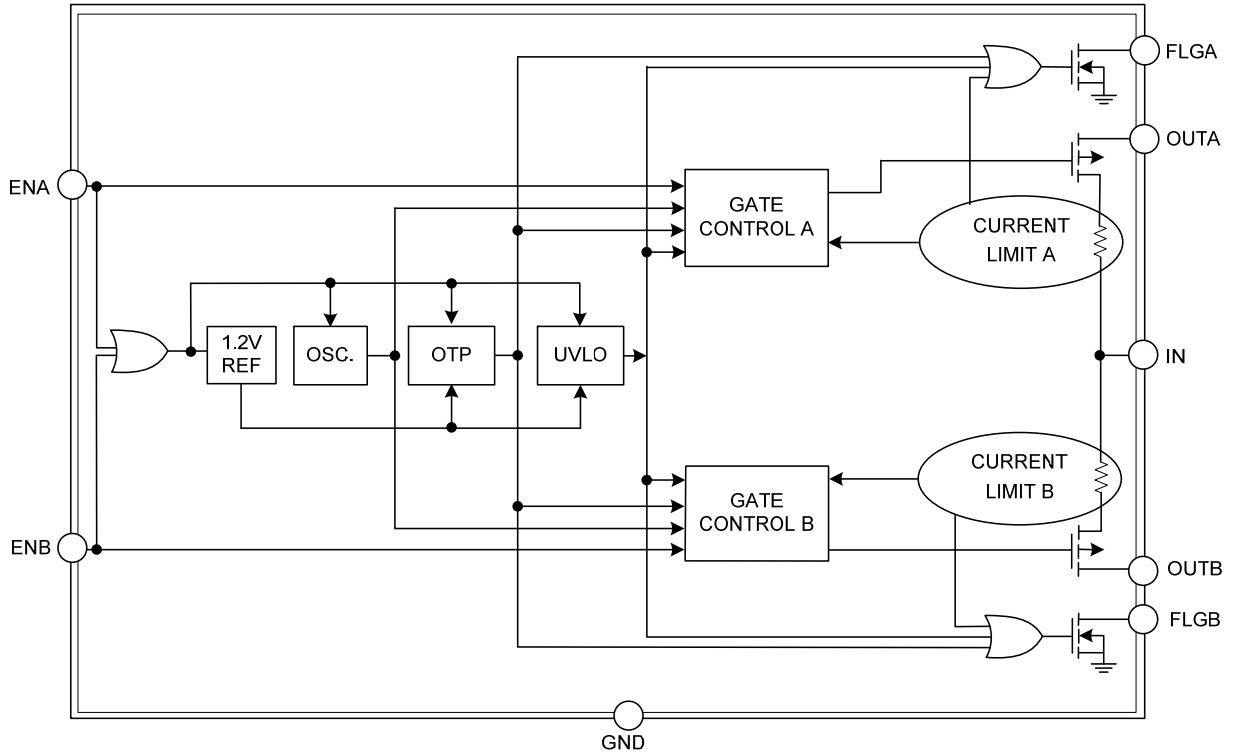 FLGA
OUTA
ENA
GATE
CONTROL A
CURRENT
LIMIT A
1.2V
REF
OSC.
OTP
UVLO
IN
CURRENT
LIMIT B
GATE
CONTROL B
ENB
OUTB
FLGB
GND